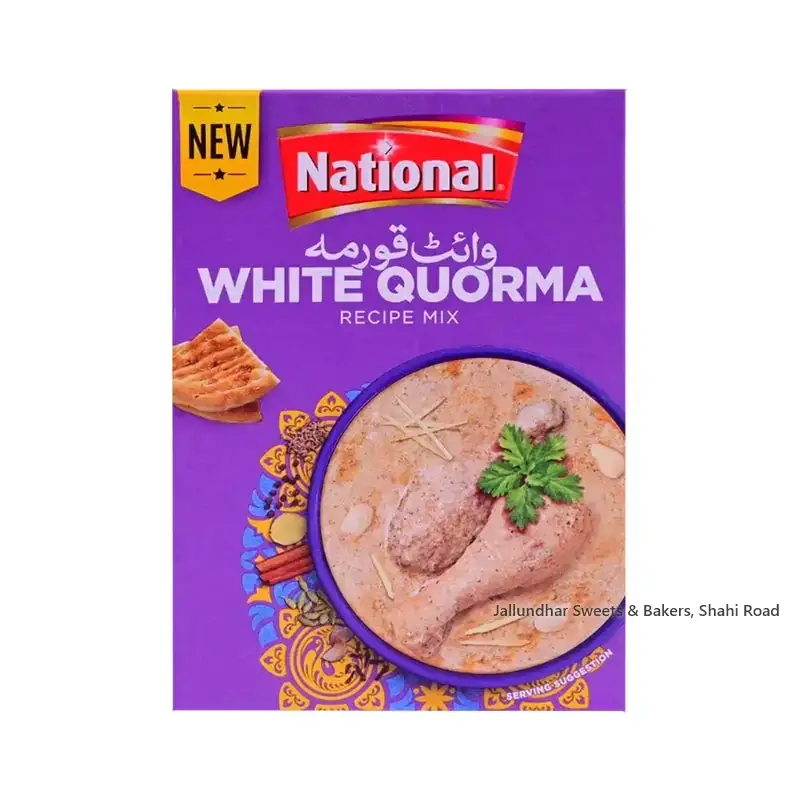 NEW
National
وائٹ قورمہ
WHITE QUORMA
RECIPE MIX
Jallundhar Sweets & Bakers, Shahi Road
SERVING SUGGESTION